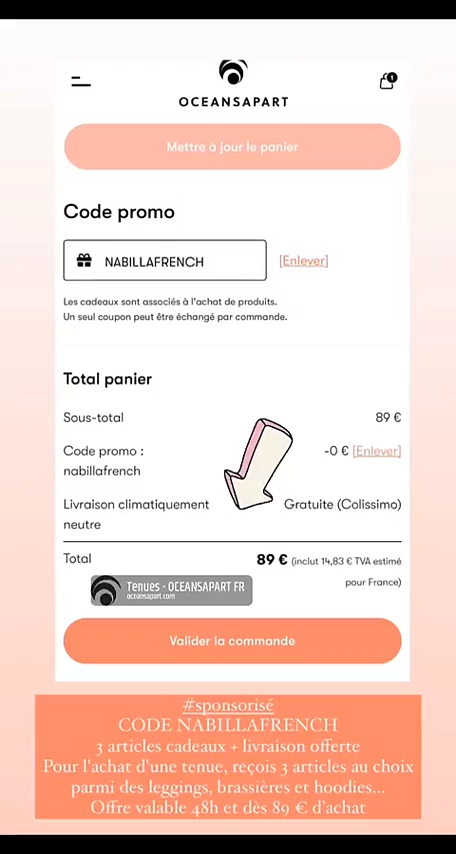 OCEANSAPART
1
Mettre à jour le panier
Code promo
NABILLAFRENCH
[Enlever]
Les cadeaux sont associés à l'achat de produits.
Un seul coupon peut être échangé par commande.
Total panier
Sous-total 89 €
Code promo : -0 € [Enlever]
nabillafrench
Livraison climatiquement Gratuite (Colissimo)
neutre
Total 89 € (inclut 14,83 € TVA estimé
pour France)
Tenues - OCEANSAPART FR
oceansapart.com
Valider la commande
#sponsorisé
CODE NABILLAFRENCH
3 articles cadeaux + livraison offerte
Pour l'achat d'une tenue, reçois 3 articles au choix
parmi des leggings, brassières et hoodies...
Offre valable 48h et dès 89 € d'achat